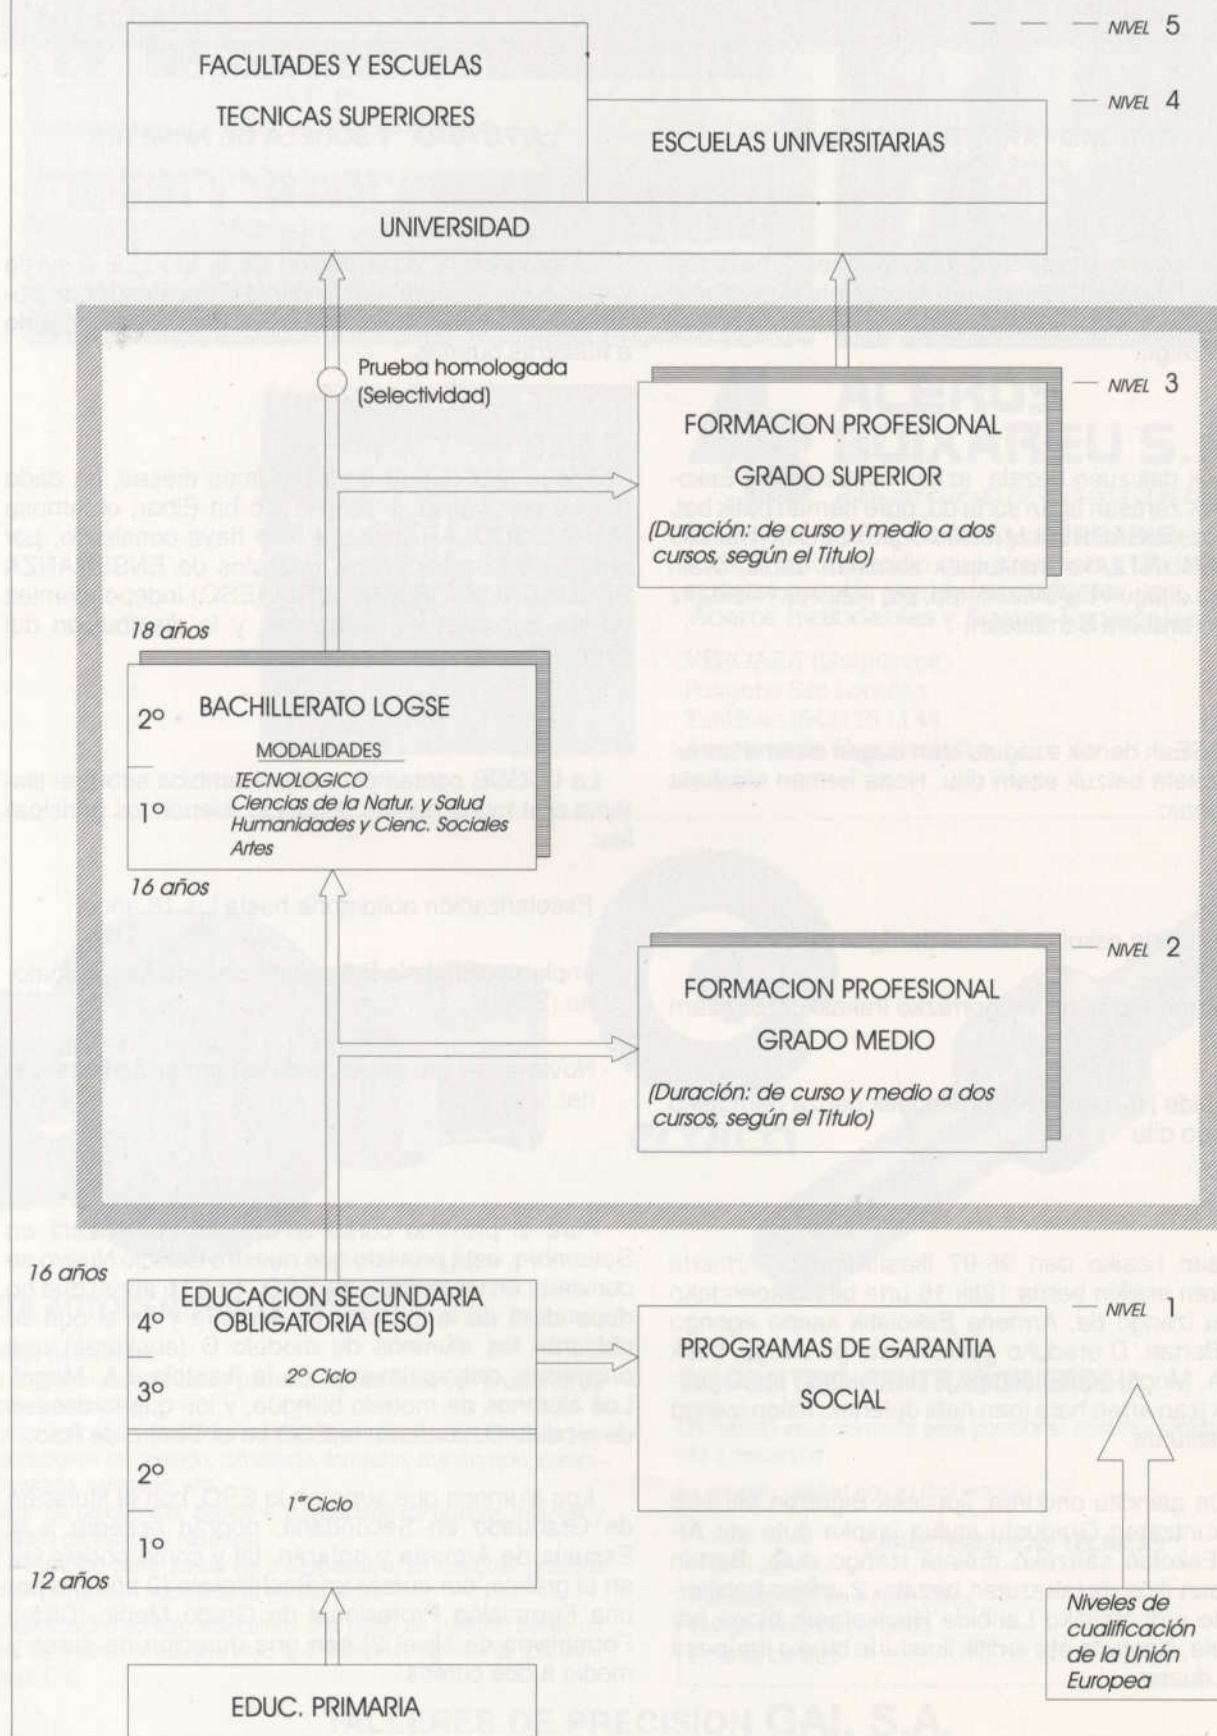 NIVEL 5
FACULTADES Y ESCUELAS
TECNICAS SUPERIORES
NIVEL 4
ESCUELAS UNIVERSITARIAS
UNIVERSIDAD
Prueba homologada
(Selectividad)
NIVEL 3
FORMACION PROFESIONAL
GRADO SUPERIOR
(Duración: de curso y medio a dos
cursos, según el Título)
18 años
2º
BACHILLERATO LOGSE
MODALIDADES
1º
TECNOLOGICO
Ciencias de la Natur. y Salud
Humanidades y Cienc. Sociales
Artes
16 años
NIVEL 2
FORMACION PROFESIONAL
GRADO MEDIO
(Duración: de curso y medio a dos
cursos, según el Título)
16 años
EDUCACION SECUNDARIA
OBLIGATORIA (ESO)
4º
3º
2º Ciclo
2º
1er Ciclo
1º
12 años
NIVEL 1
PROGRAMAS DE GARANTIA
SOCIAL
Niveles de
cualificación
de la Unión
Europea
EDUC. PRIMARIA